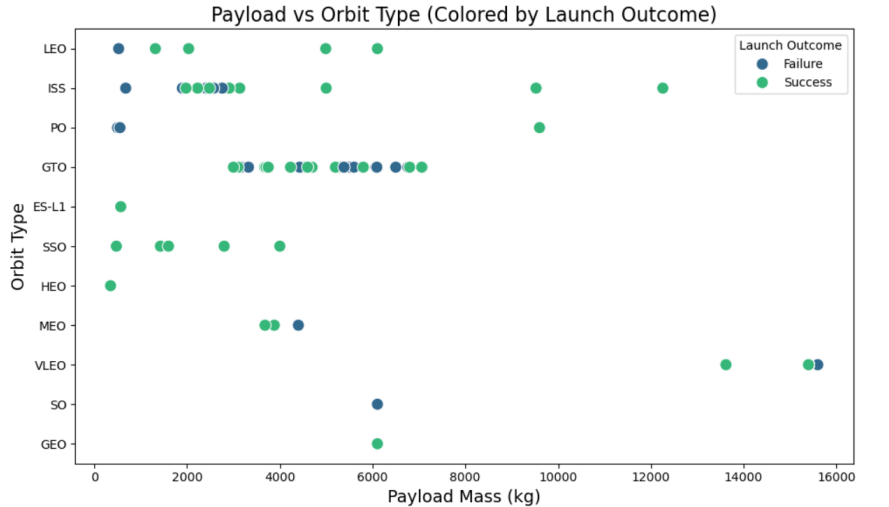 Payload vs Orbit Type (Colored by Launch Outcome)
Launch Outcome
Failure
Success
Orbit Type
LEO
ISS
PO
GTO
ES-L1
SSO
HEO
MEO
VLEO
SO
GEO
0 2000 4000 6000 8000 10000 12000 14000 16000
Payload Mass (kg)